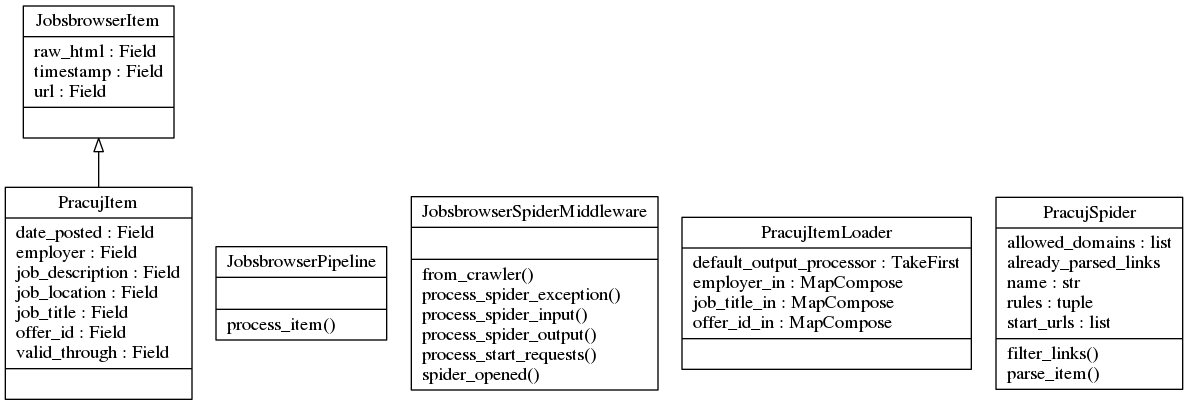 JobsbrowserItem
raw_html : Field
timestamp : Field
url : Field
PracujItem
date_posted : Field
employer : Field
job_description : Field
job_location : Field
job_title : Field
offer_id : Field
valid_through : Field
JobsbrowserPipeline
process_item()
JobsbrowserSpiderMiddleware
from_crawler()
process_spider_exception()
process_spider_input()
process_spider_output()
process_start_requests()
spider_opened()
PracujItemLoader
default_output_processor : TakeFirst
employer_in : MapCompose
job_title_in : MapCompose
offer_id_in : MapCompose
PracujSpider
allowed_domains : list
already_parsed_links
name : str
rules : tuple
start_urls : list
filter_links()
parse_item()